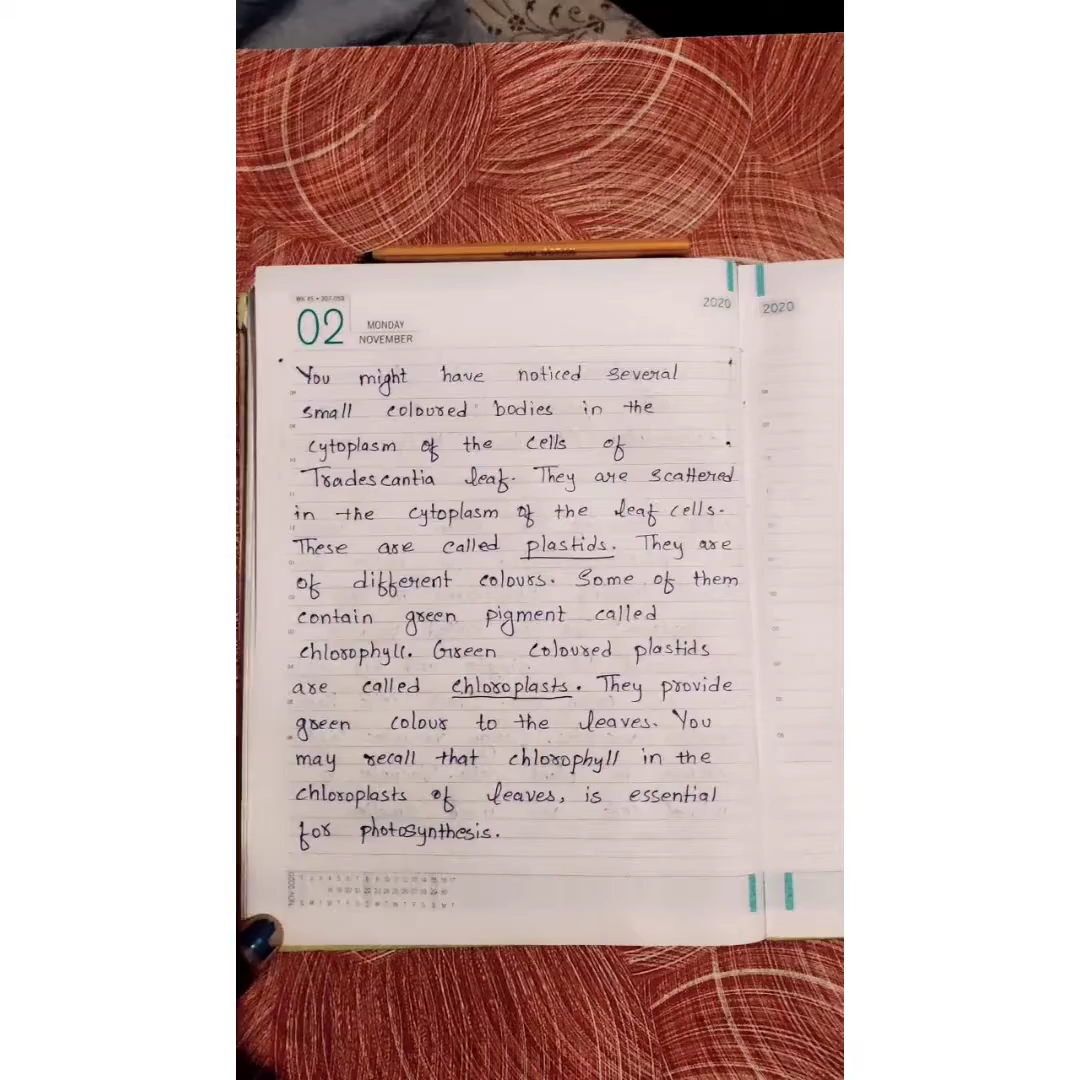 02
MONDAY
NOVEMBER
2020
2020
You might have noticed several
small coloured bodies in the
cytoplasm of the cells of
Tradescantia leaf. They are scattered
in the cytoplasm of the leaf cells.
These are called plastids. They are
of different colours. Some of them
contain green pigment called
chlorophyll. Green coloured plastids
are called chloroplasts. They provide
green colour to the leaves. You
may recall that chlorophyll in the
chloroplasts of leaves, is essential
for photosynthesis.
NOV 2020